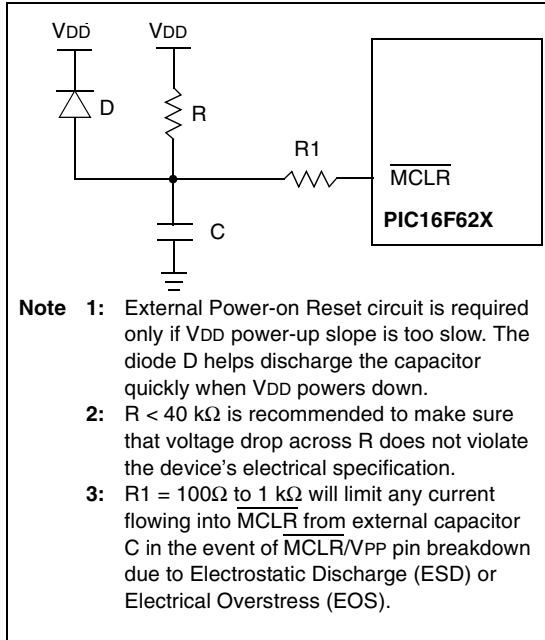 VDD VDD
D
R
R1
MCLR
PIC16F62X
C
Note 1: External Power-on Reset circuit is required
only if VDD power-up slope is too slow. The
diode D helps discharge the capacitor
quickly when VDD powers down.
2: R < 40 kΩ is recommended to make sure
that voltage drop across R does not violate
the device's electrical specification.
3: R1 = 100Ω to 1 kΩ will limit any current
flowing into MCLR from external capacitor
C in the event of MCLR/VPP pin breakdown
due to Electrostatic Discharge (ESD) or
Electrical Overstress (EOS).